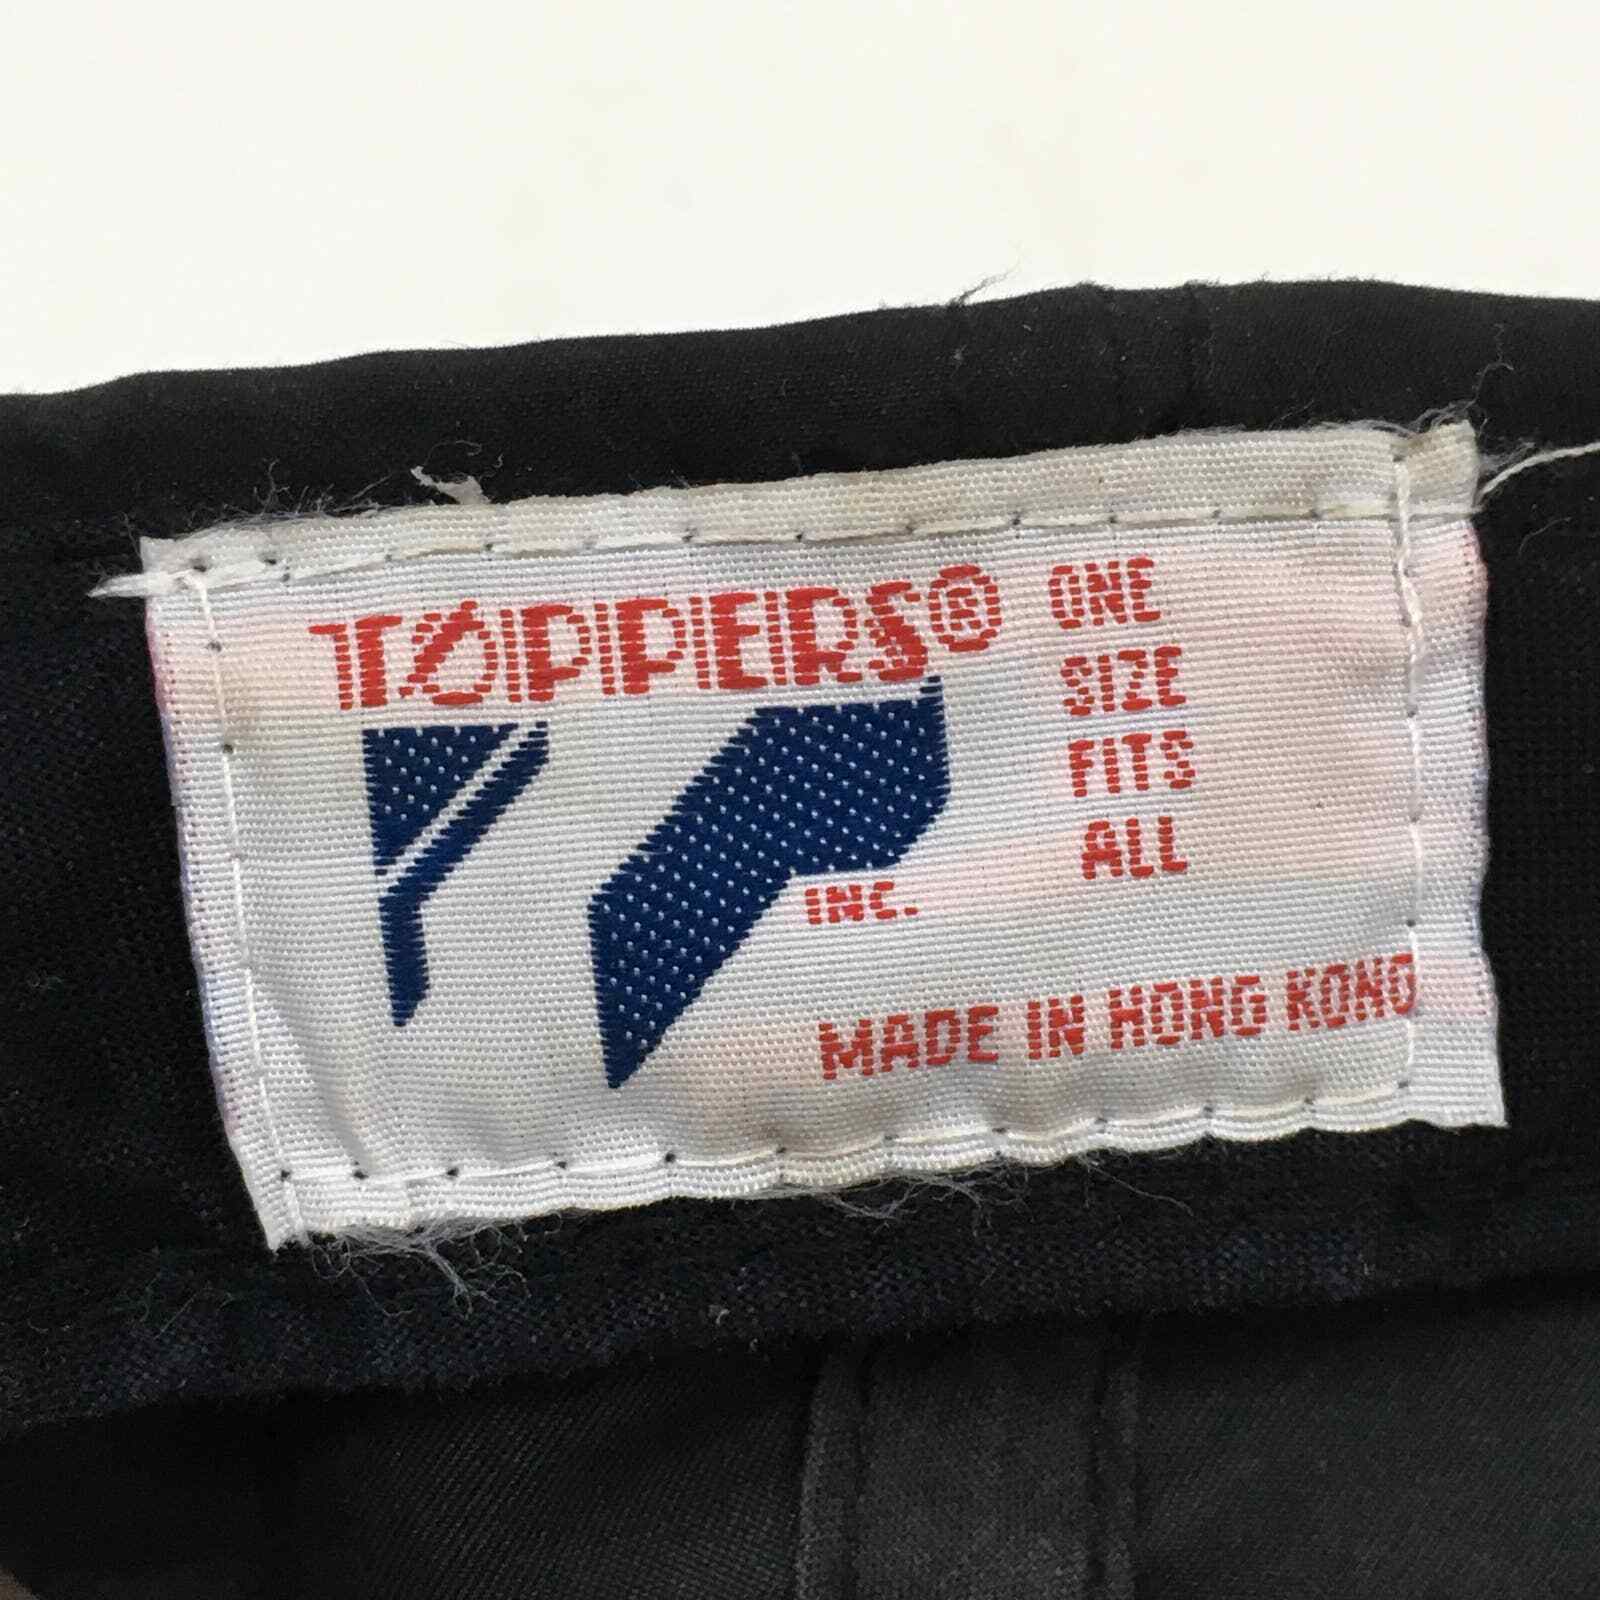 TOPPERS® ONE
SIZE
FITS
ALL
INC.
MADE IN HONG KONG